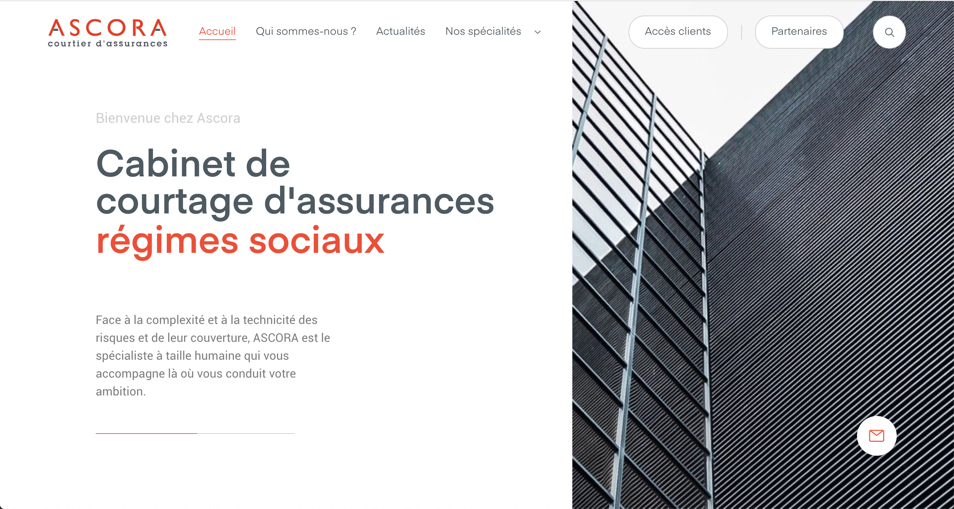 ASCORA
courtier d'assurances
Accueil
Qui sommes-nous ?
Actualités
Nos spécialités
Accès clients
Partenaires
Bienvenue chez Ascora
Cabinet de
courtage d'assurances
régimes sociaux
Face à la complexité et à la technicité des
risques et de leur couverture, ASCORA est le
spécialiste à taille humaine qui vous
accompagne là où vous conduit votre
ambition.